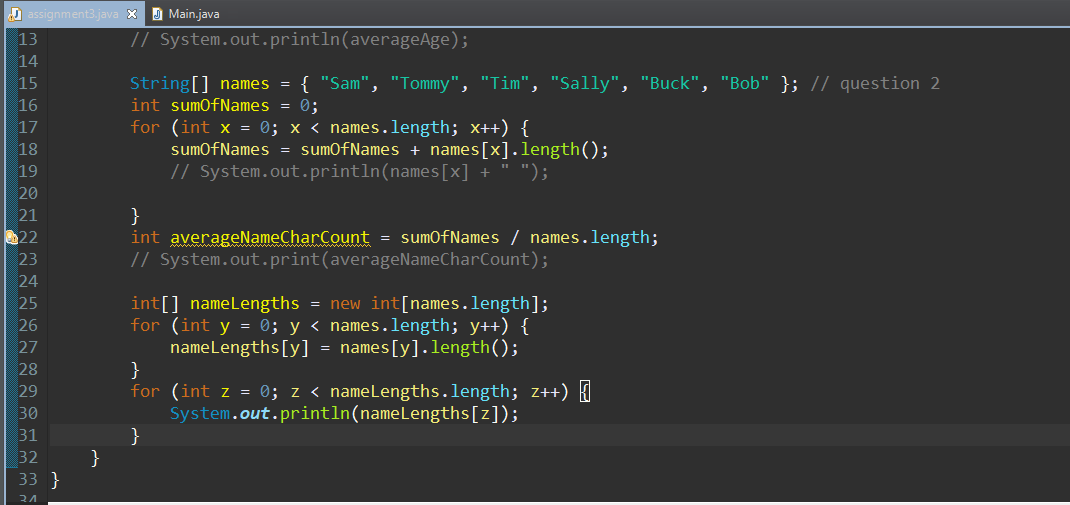 assignment3.java Main.java
13 // System.out.println(averageAge);
14
15 String[] names = { "Sam", "Tommy", "Tim", "Sally", "Buck", "Bob" }; // question 2
16 int sumOfNames = 0;
17 for (int x = 0; x < names.length; x++) {
18 sumOfNames = sumOfNames + names[x].length();
19 // System.out.println(names[x] + " ");
20
21 }
22 int averageNameCharCount = sumOfNames / names.length;
23 // System.out.print(averageNameCharCount);
24
25 int[] nameLengths = new int[names.length];
26 for (int y = 0; y < names.length; y++) {
27 nameLengths[y] = names[y].length();
28 }
29 for (int z = 0; z < nameLengths.length; z++) {
30 System.out.println(nameLengths[z]);
31 }
32 }
33 }
34